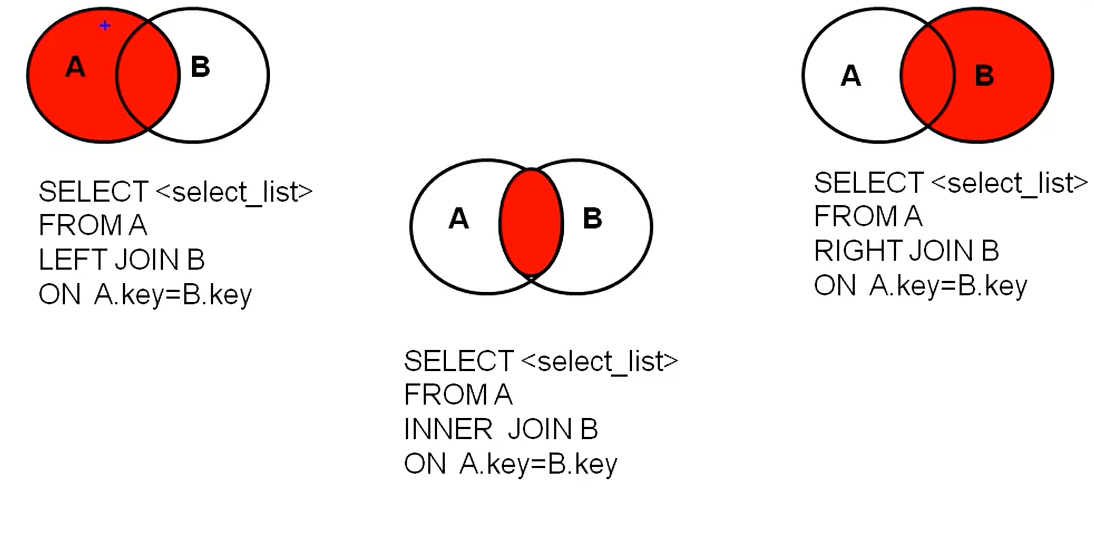 A B
SELECT <select_list>
FROM A
LEFT JOIN B
ON A.key=B.key
A B
SELECT <select_list>
FROM A
INNER JOIN B
ON A.key=B.key
A B
SELECT <select_list>
FROM A
RIGHT JOIN B
ON A.key=B.key